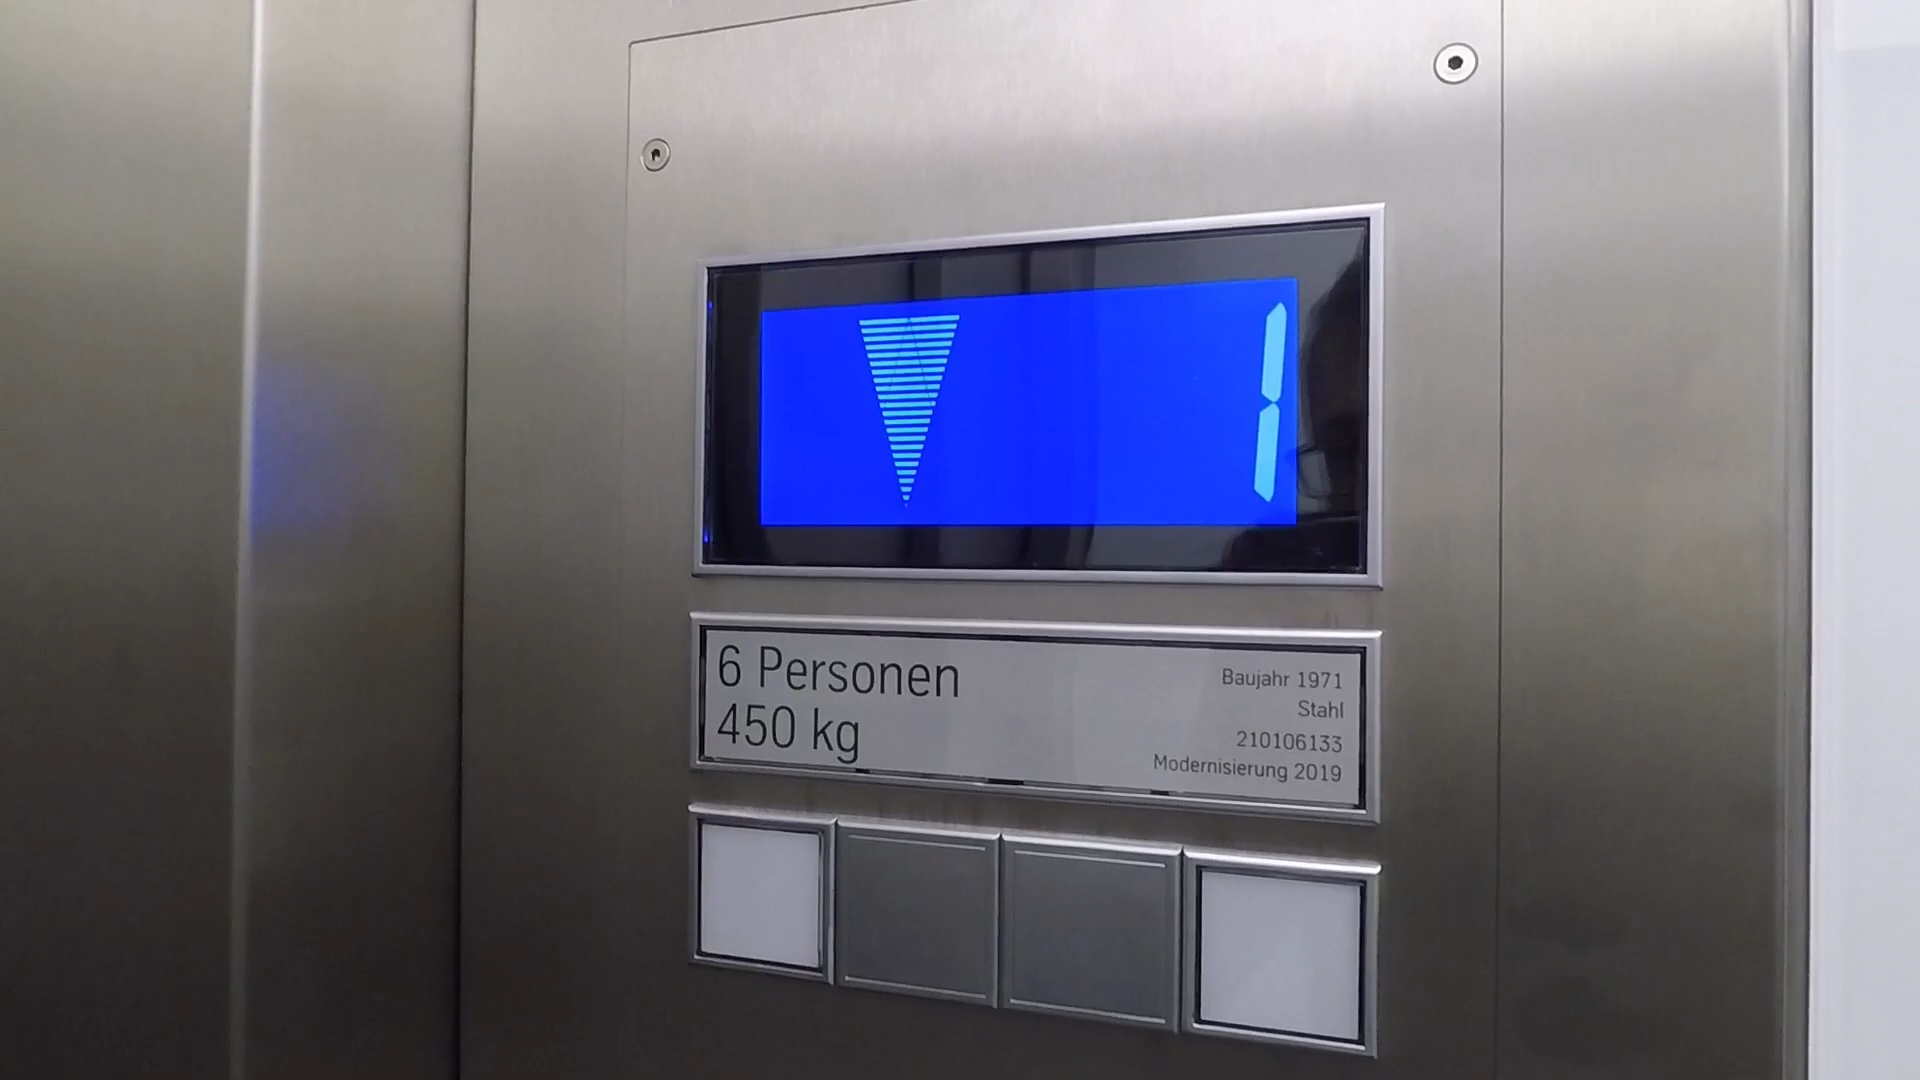 1
6 Personen
450 kg
Baujahr 1971
Stahl
210106133
Modernisierung 2019